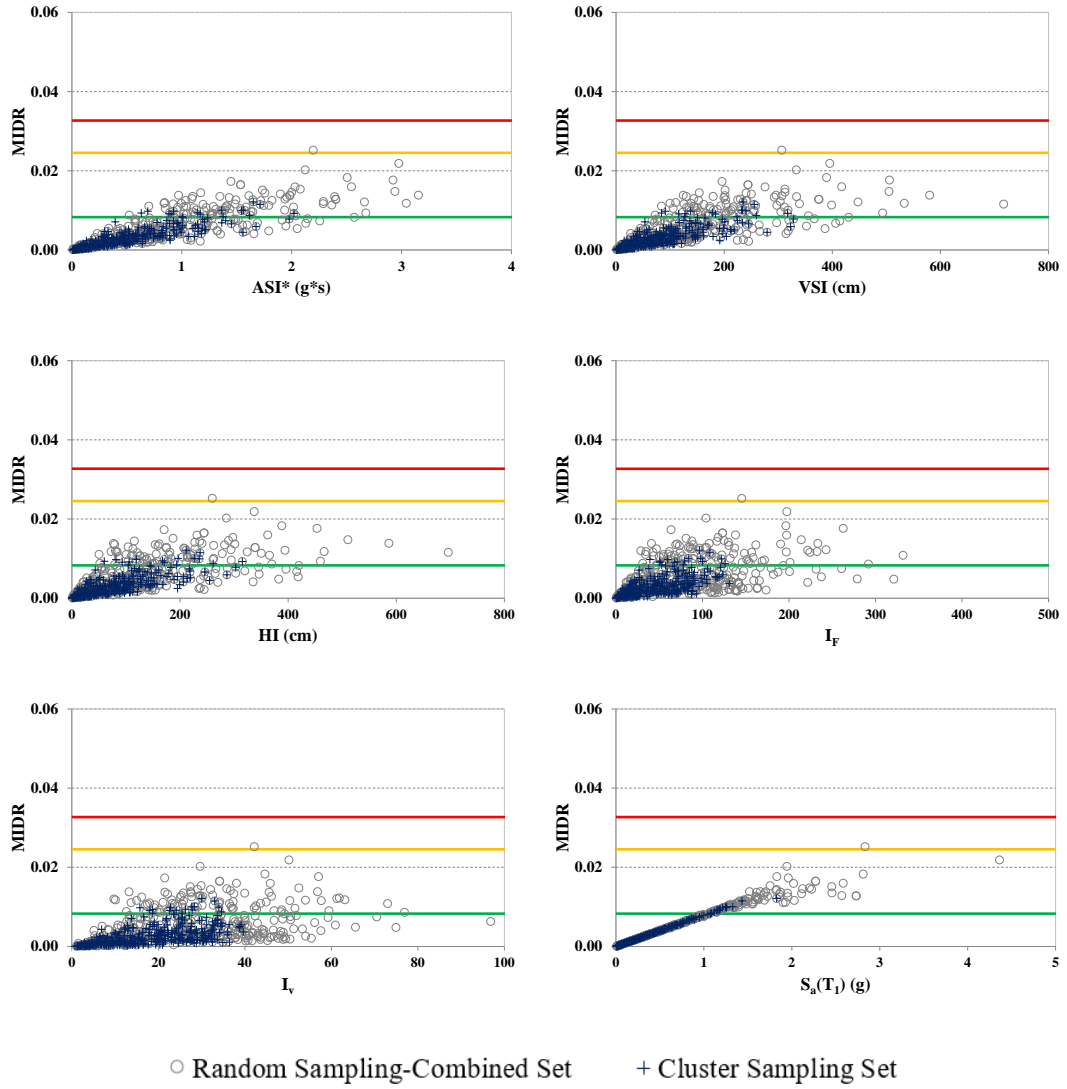 0.06
0.04
0.02
0.00
MIDR
0 1 2 3 4
ASI* (g*s)
0.06
0.04
0.02
0.00
MIDR
0 200 400 600 800
VSI (cm)
0.06
0.04
0.02
0.00
MIDR
0 200 400 600 800
HI (cm)
0.06
0.04
0.02
0.00
MIDR
0 100 200 300 400 500
I_F
0.06
0.04
0.02
0.00
MIDR
0 20 40 60 80 100
I_v
0.06
0.04
0.02
0.00
MIDR
0 1 2 3 4 5
S_a(T_1) (g)
Random Sampling-Combined Set
Cluster Sampling Set